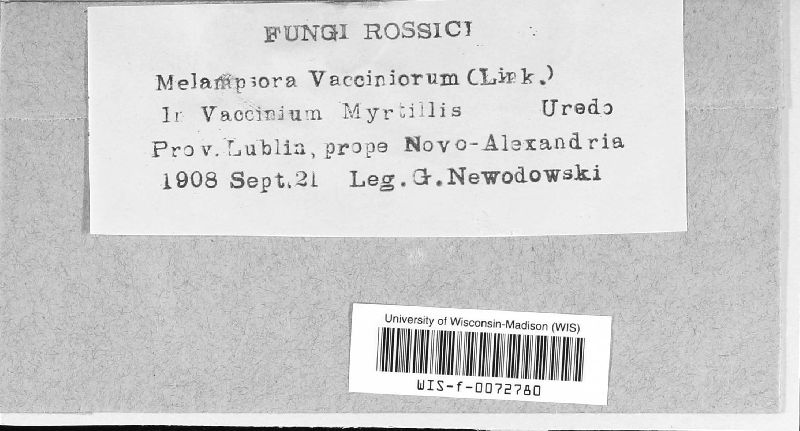 FUNGI ROSSICI
Melampsora Vacciniorum (Link.)
In Vaccinium Myrtillis Uredo
Prov. Lublin, prope Novo-Alexandria
1908 Sept. 21 Leg. G. Newodowski
University of Wisconsin-Madison (WIS)
WIS-f-0072780